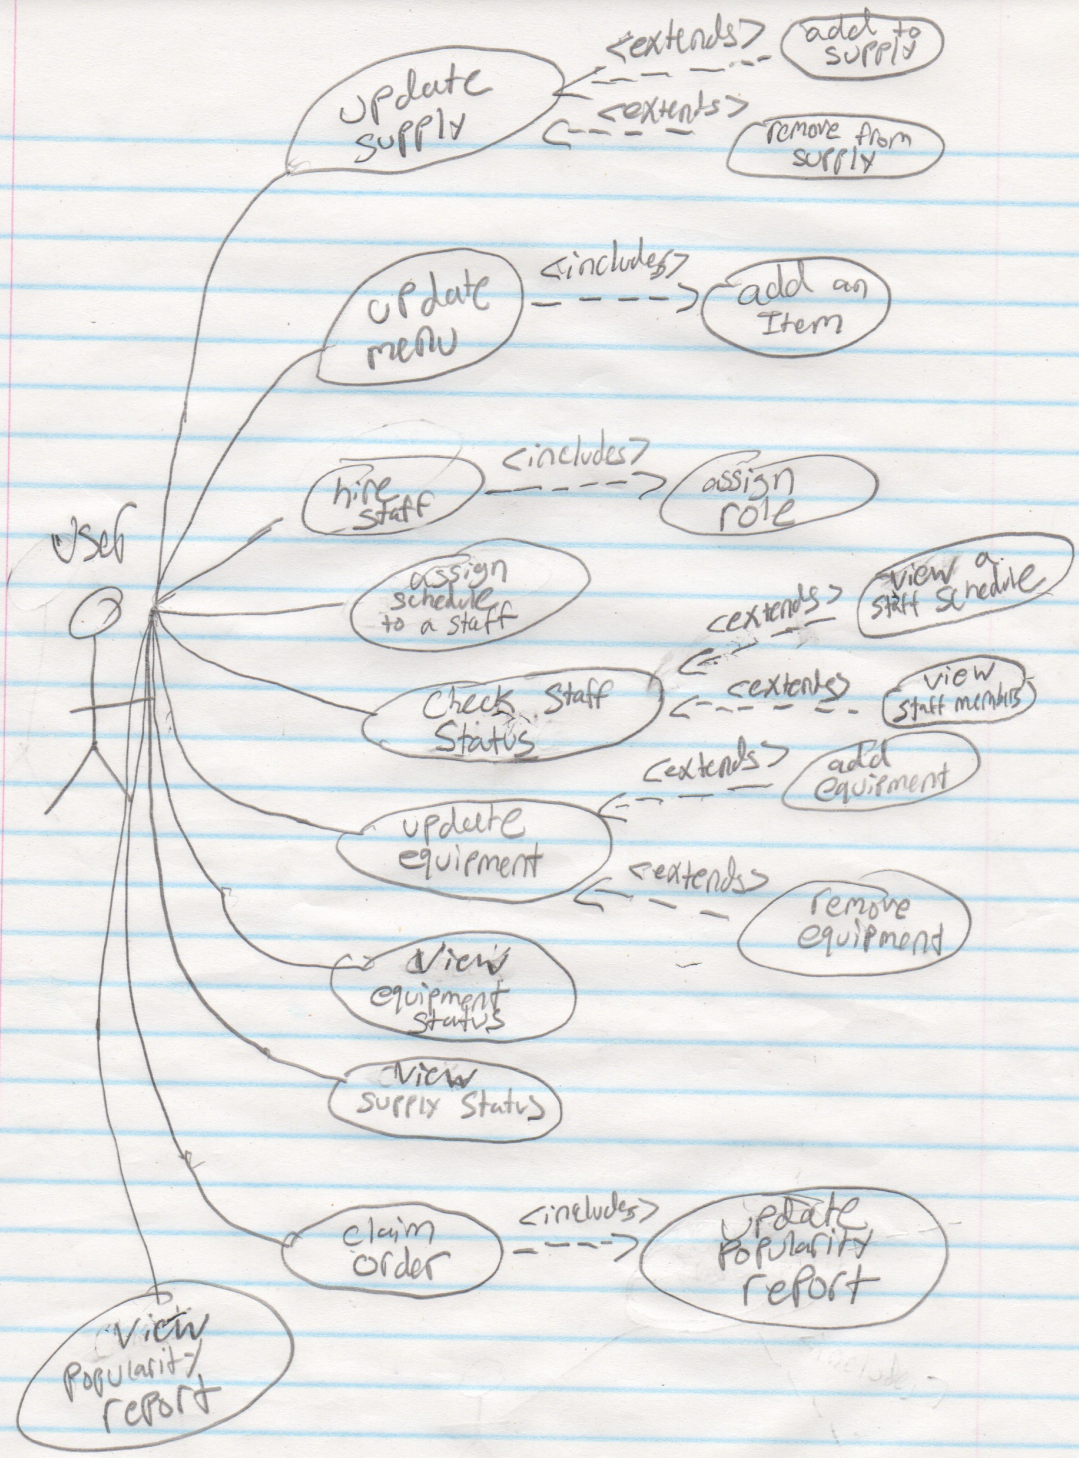 <extends>
add to
supply
update
supply
<extends>
remove from
supply
update
menu
<includes>
add an
Item
hire
staff
<includes>
assign
role
user
assign
schedule
to a staff
check staff
status
<extends>
view a
staff schedule
<extends>
view
staff members
update
equipment
<extends>
add
equipment
<extends>
remove
equipment
view
equipment
status
view
supply status
claim
order
<includes>
update
popularity
report
view
popularity
report